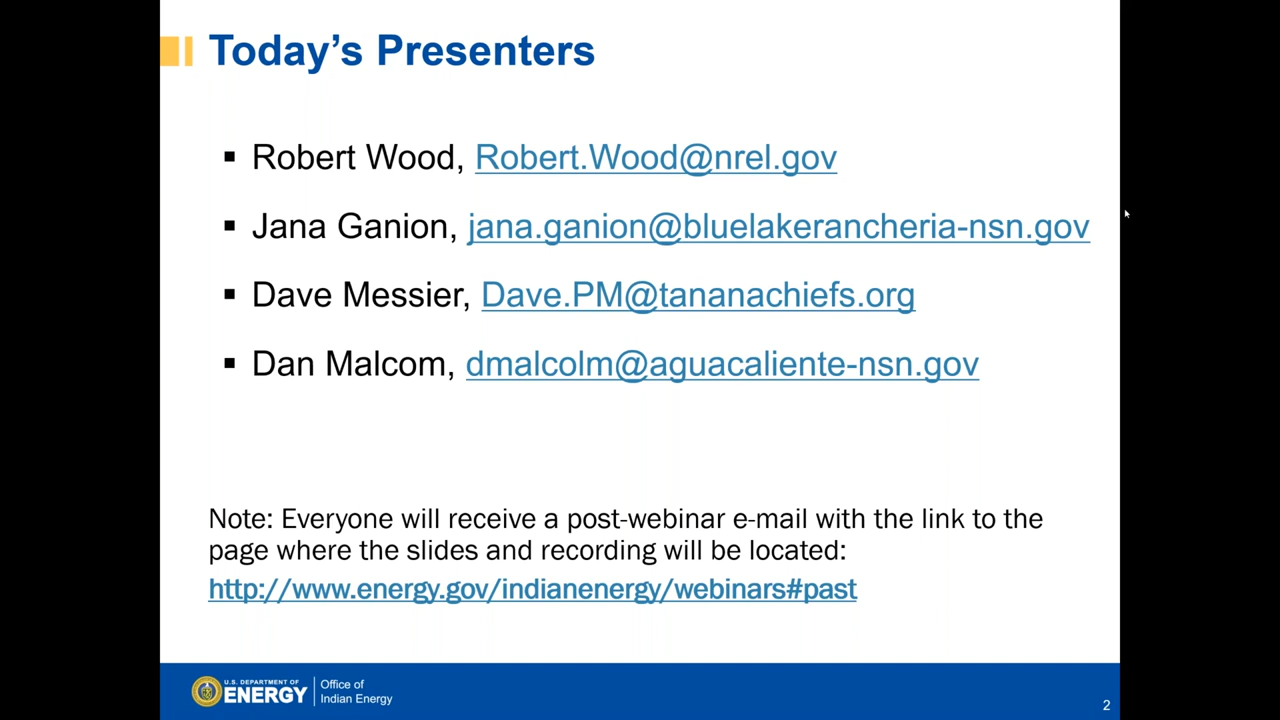 Today's Presenters
▪ Robert Wood, Robert.Wood@nrel.gov
▪ Jana Ganion, jana.ganion@bluelakerancheria-nsn.gov
▪ Dave Messier, Dave.PM@tananachiefs.org
▪ Dan Malcom, dmalcolm@aguacaliente-nsn.gov
Note: Everyone will receive a post-webinar e-mail with the link to the
page where the slides and recording will be located:
http://www.energy.gov/indianenergy/webinars#past
U.S. DEPARTMENT OF
ENERGY
Office of
Indian Energy
2